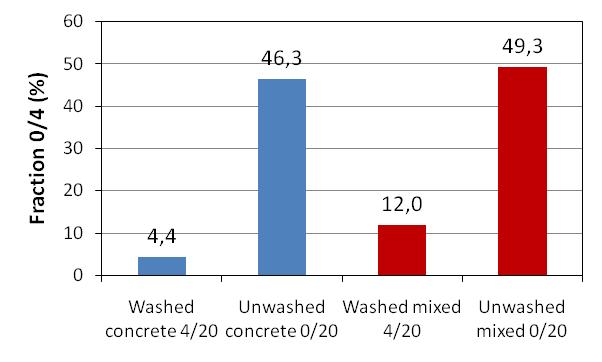 60
50
40
30
20
10
0
Fraction 0/4 (%)
4,4
46,3
12,0
49,3
Washed
concrete 4/20
Unwashed
concrete 0/20
Washed mixed
4/20
Unwashed
mixed 0/20